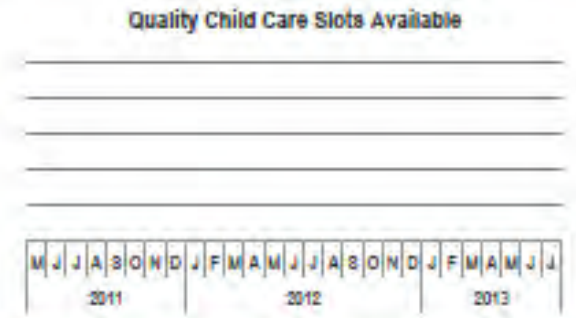 Quality Child Care Slots Available
M J J A S O N D J F M A M J J A S O N D J F M A M J J
2011 2012 2013